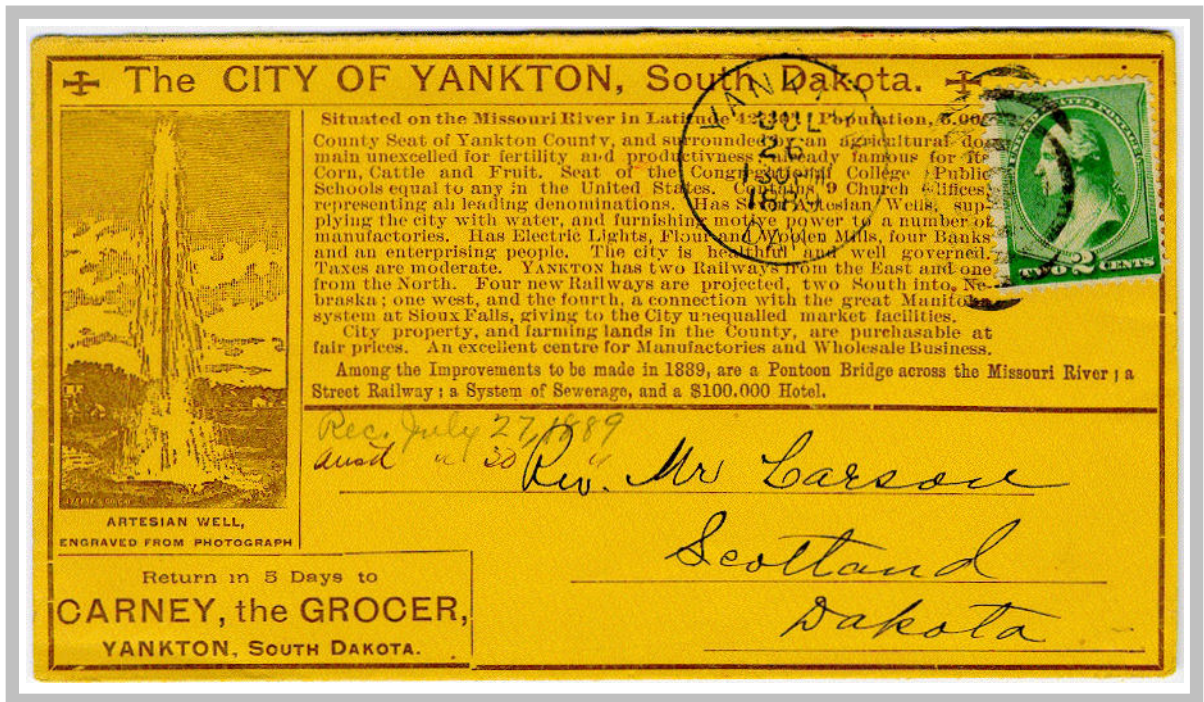 The CITY OF YANKTON, South Dakota.
Situated on the Missouri River in Latitude Population,
County Seat of Yankton County, and surrounded by an agricultural do-
main unexcelled for fertility and productivness; already famous for its
Corn, Cattle and Fruit. Seat of the Congregational College. Public
Schools equal to any in the United States. Contains 9 Church edifices,
representing all leading denominations. Has Artesian Wells, sup-
plying the city with water, and furnishing motive power to a number of
manufactories. Has Electric Lights, Flour and Woolen Mills, four Banks
and an enterprising people. The city is healthful and well governed.
Taxes are moderate. YANKTON has two Railways from the East and one
from the North. Four new Railways are projected, two South into Ne-
braska; one west, and the fourth, a connection with the great Manitoba
system at Sioux Falls, giving to the City unequalled market facilities.
City property, and farming lands in the County, are purchasable at
fair prices. An excellent centre for Manufactories and Wholesale Business.
Among the Improvements to be made in 1889, are a Pontoon Bridge across the Missouri River; a
Street Railway; a System of Sewerage, and a $100.000 Hotel.
YANKTON
JUL
26
1889
D
UNITED STATES POSTAGE
TWO 2 CENTS
Rec. July 27, 1889
ansd " 30 "
Rev. Mr Larson
Scotland
Dakota
ARTESIAN WELL,
ENGRAVED FROM PHOTOGRAPH
Return in 5 Days to
CARNEY, the GROCER,
YANKTON, SOUTH DAKOTA.